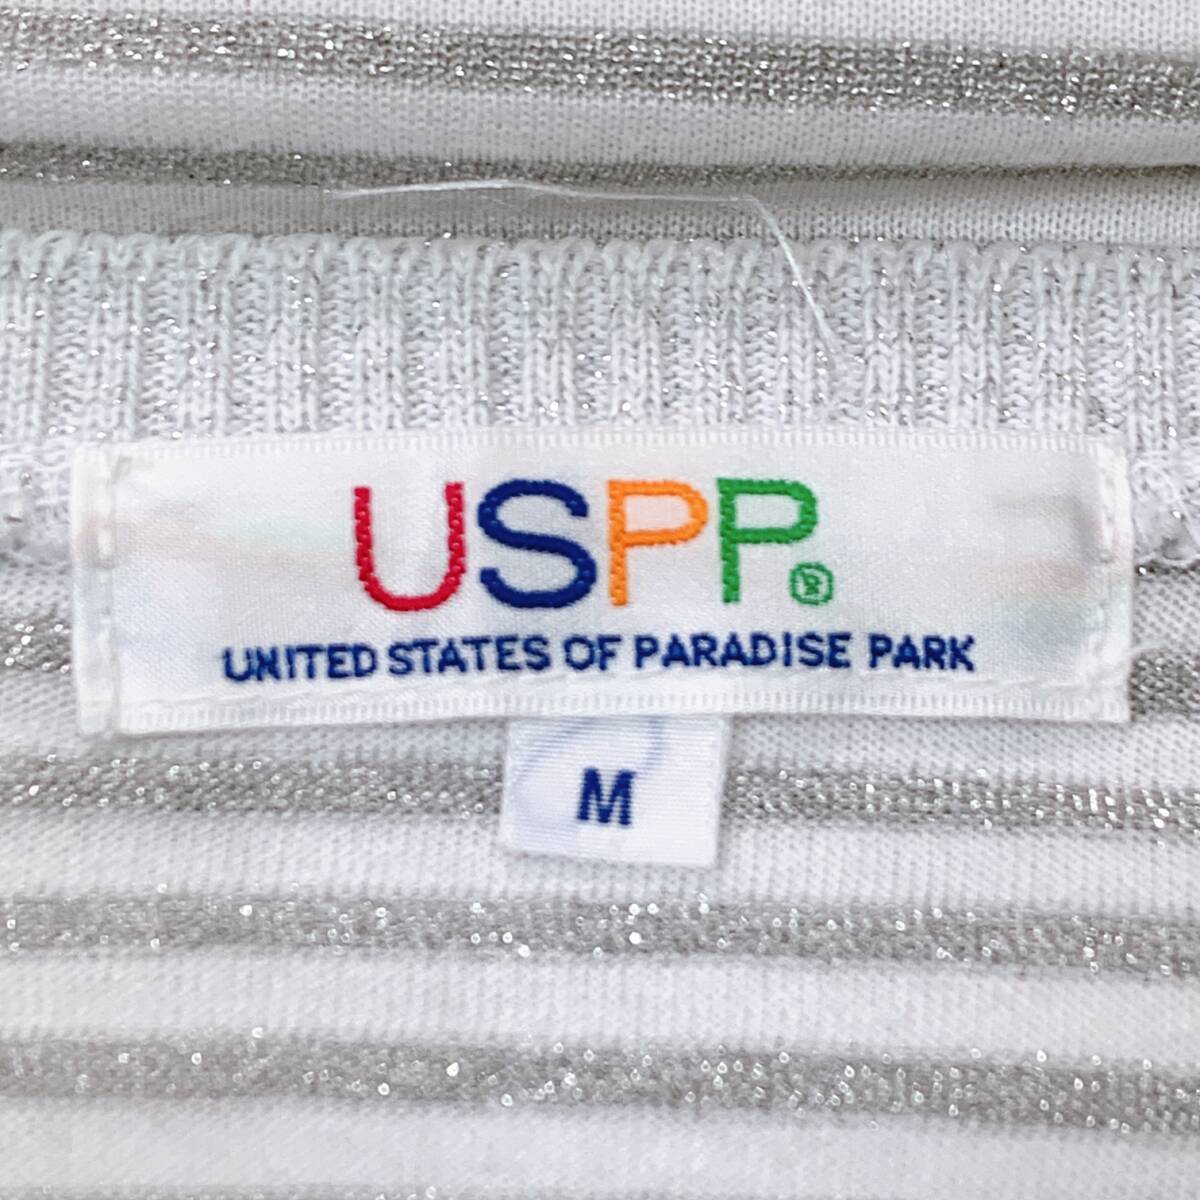 USPP®
UNITED STATES OF PARADISE PARK
M